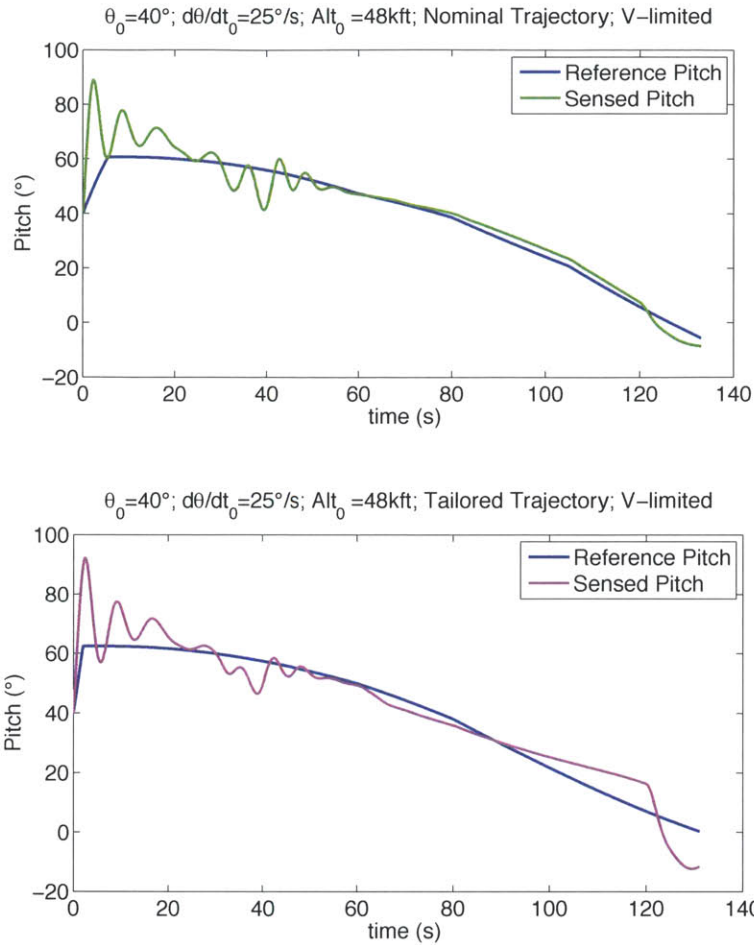 θ₀=40°; dθ/dt₀=25°/s; Alt₀ =48kft; Nominal Trajectory; V−limited
100
80
60
40
20
0
−20
Pitch (°)
Reference Pitch
Sensed Pitch
0 20 40 60 80 100 120 140
time (s)
θ₀=40°; dθ/dt₀=25°/s; Alt₀ =48kft; Tailored Trajectory; V−limited
100
80
60
40
20
0
−20
Pitch (°)
Reference Pitch
Sensed Pitch
0 20 40 60 80 100 120 140
time (s)